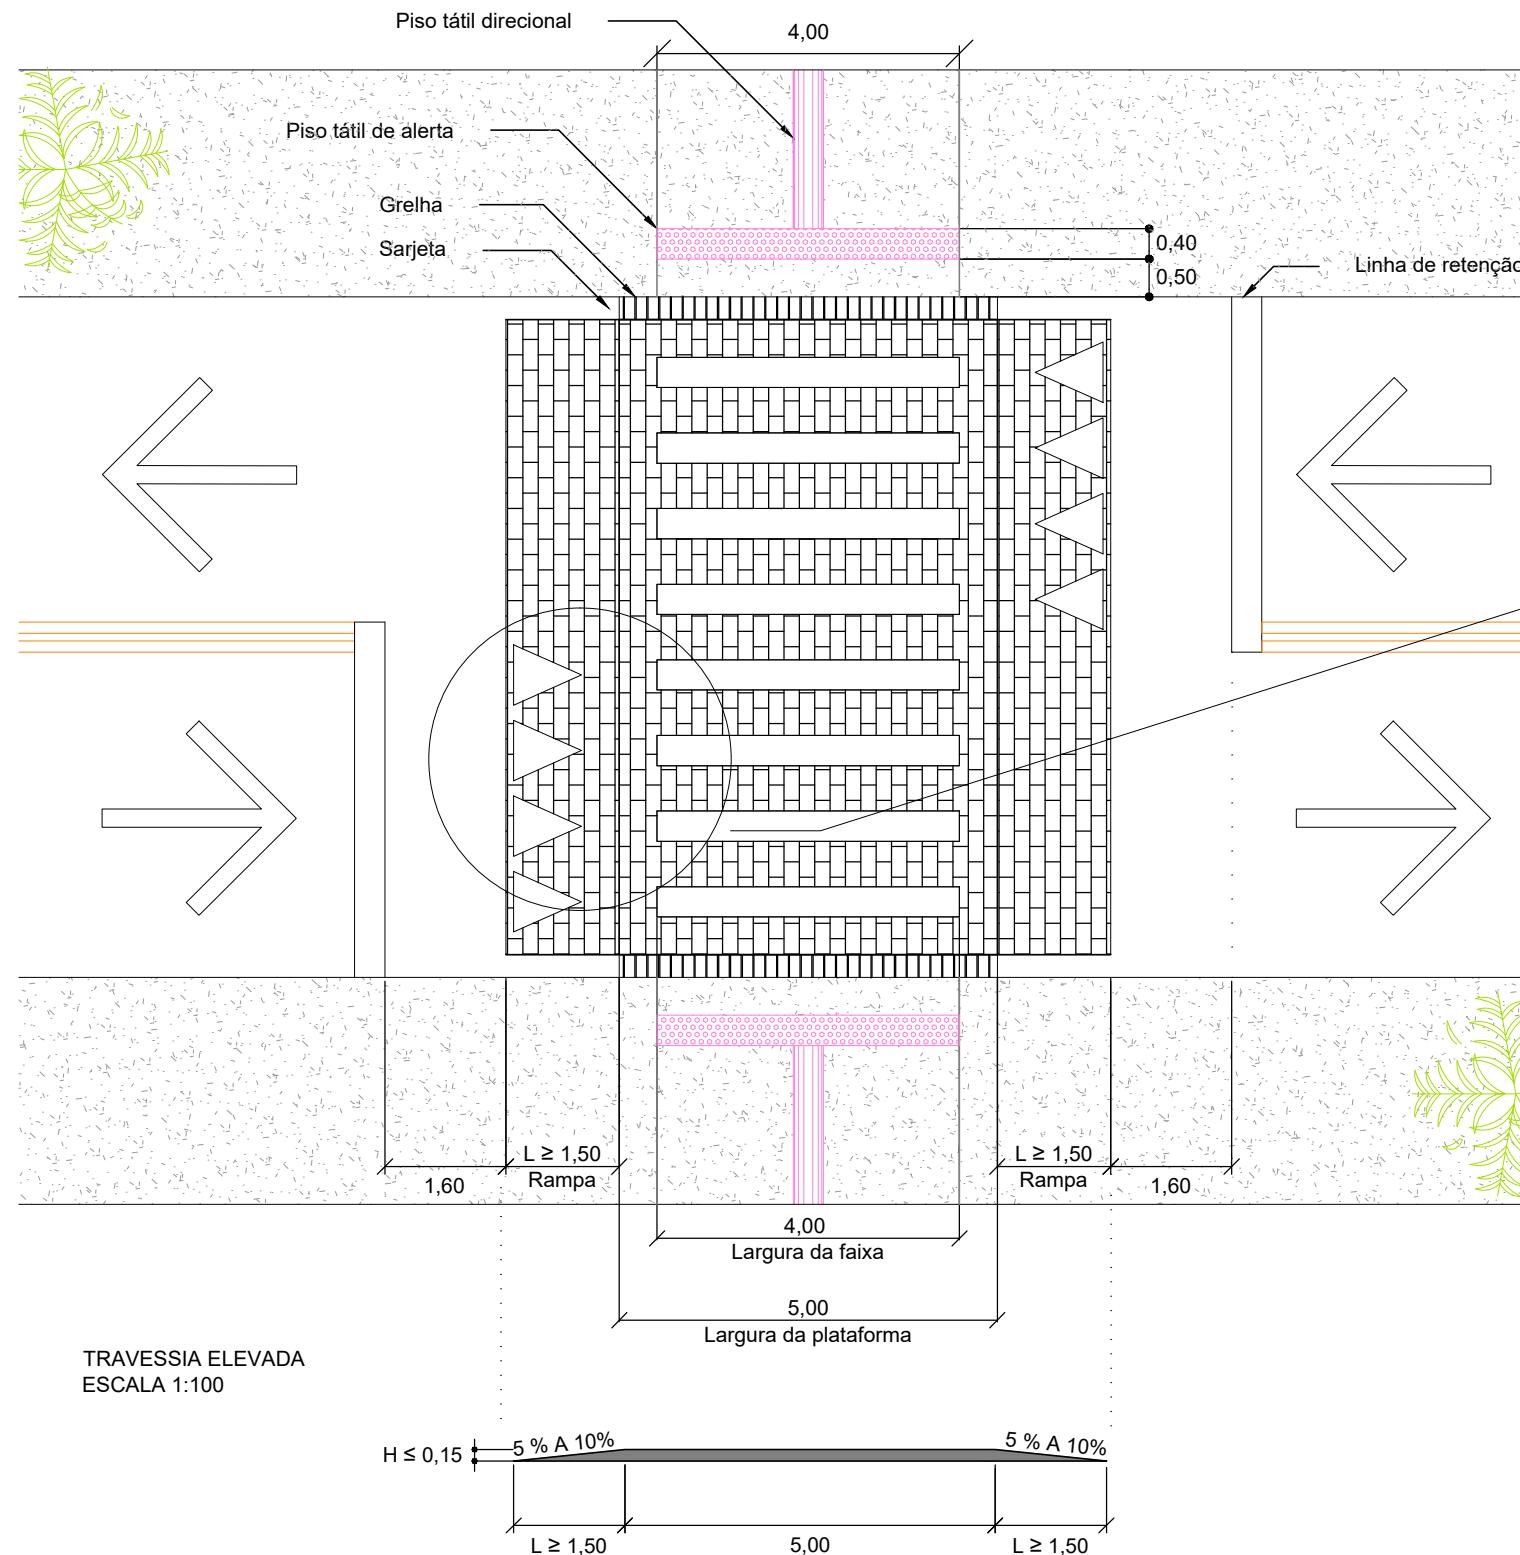 Piso tátil direcional
4,00
Piso tátil de alerta
Grelha
Sarjeta
0,40
0,50
Linha de retenção
L ≥ 1,50
Rampa
1,60
L ≥ 1,50
Rampa
1,60
4,00
Largura da faixa
5,00
Largura da plataforma
TRAVESSIA ELEVADA
ESCALA 1:100
H ≤ 0,15
5 % A 10%
5 % A 10%
L ≥ 1,50
5,00
L ≥ 1,50